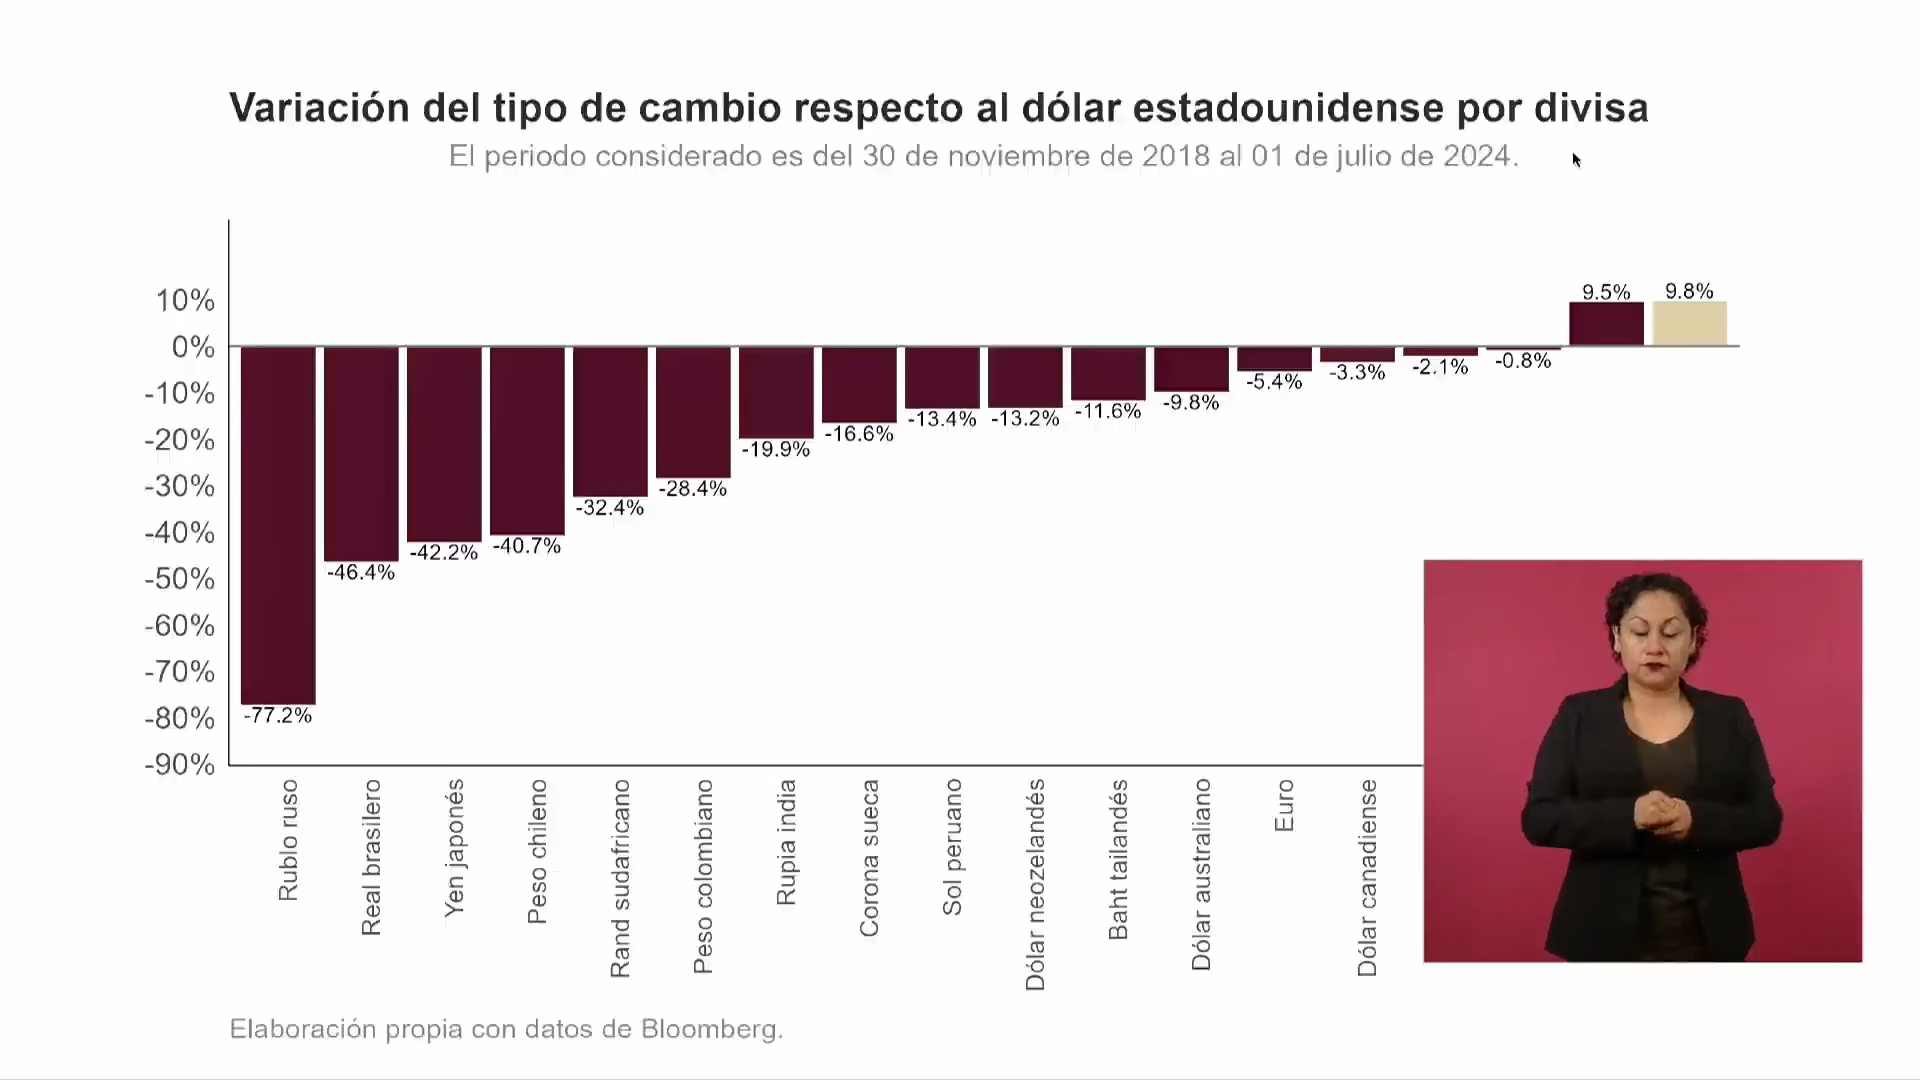 Variación del tipo de cambio respecto al dólar estadounidense por divisa
El periodo considerado es del 30 de noviembre de 2018 al 01 de julio de 2024.
10%
0%
-10%
-20%
-30%
-40%
-50%
-60%
-70%
-80%
-90%
-77.2%
-46.4%
-42.2%
-40.7%
-32.4%
-28.4%
-19.9%
-16.6%
-13.4%
-13.2%
-11.6%
-9.8%
-5.4%
-3.3%
-2.1%
-0.8%
9.5%
9.8%
Rublo ruso
Real brasilero
Yen japonés
Peso chileno
Rand sudafricano
Peso colombiano
Rupia india
Corona sueca
Sol peruano
Dólar neozelandés
Baht tailandés
Dólar australiano
Euro
Dólar canadiense
Elaboración propia con datos de Bloomberg.